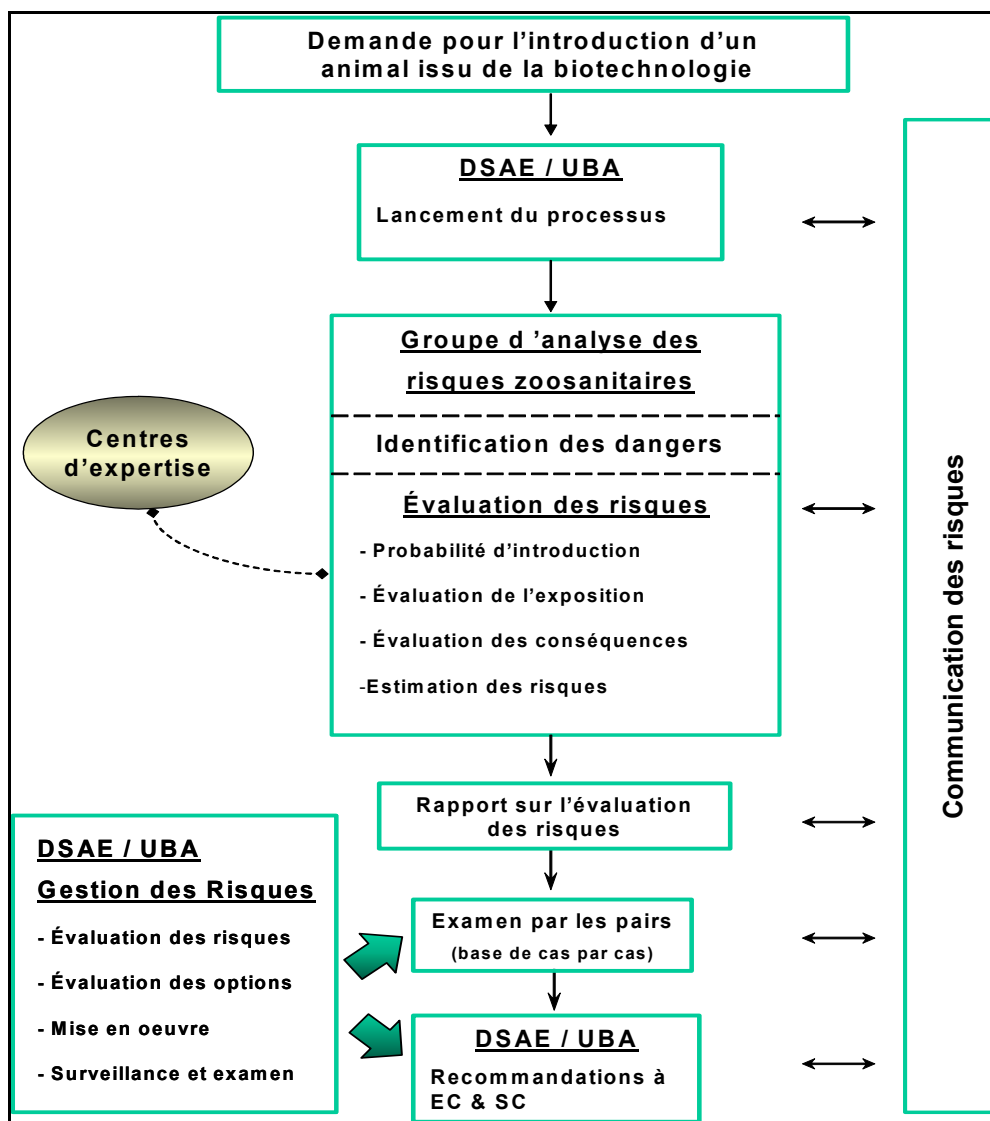 Demande pour l'introduction d'un
animal issu de la biotechnologie
DSAE / UBA
Lancement du processus
Groupe d 'analyse des
risques zoosanitaires
Identification des dangers
Centres
d'expertise
Évaluation des risques
- Probabilité d'introduction
- Évaluation de l'exposition
- Évaluation des conséquences
-Estimation des risques
Rapport sur l'évaluation
des risques
DSAE / UBA
Gestion des Risques
- Évaluation des risques
- Évaluation des options
- Mise en oeuvre
- Surveillance et examen
Examen par les pairs
(base de cas par cas)
DSAE / UBA
Recommandations à
EC & SC
Communication des risques